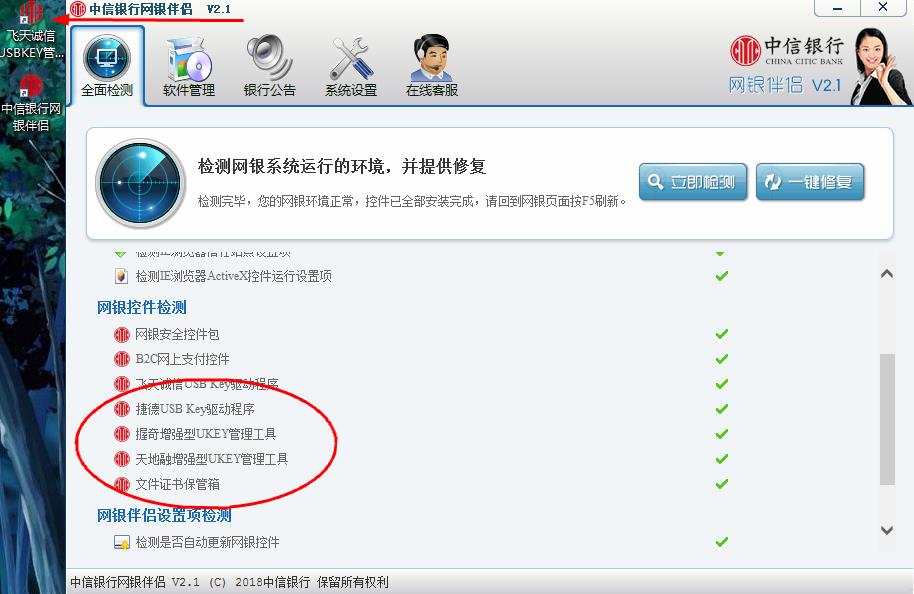 中信银行网银伴侣 V2.1
飞天诚信
USBKEY管...
中信银行网
银伴侣
全面检测
软件管理
银行公告
系统设置
在线客服
中信银行
CHINA CITIC BANK
网银伴侣 V2.1
检测网银系统运行的环境，并提供修复
检测完毕，您的网银环境正常，控件已全部安装完成，请回到网银页面按F5刷新。
立即检测
一键修复
检测IE浏览器信任站点设置项
检测IE浏览器ActiveX控件运行设置项
网银控件检测
网银安全控件包
B2C网上支付控件
飞天诚信USB Key驱动程序
捷德USB Key驱动程序
握奇增强型UKEY管理工具
天地融增强型UKEY管理工具
文件证书保管箱
网银伴侣设置项检测
检测是否自动更新网银控件
中信银行网银伴侣 V2.1 (C) 2018中信银行 保留所有权利